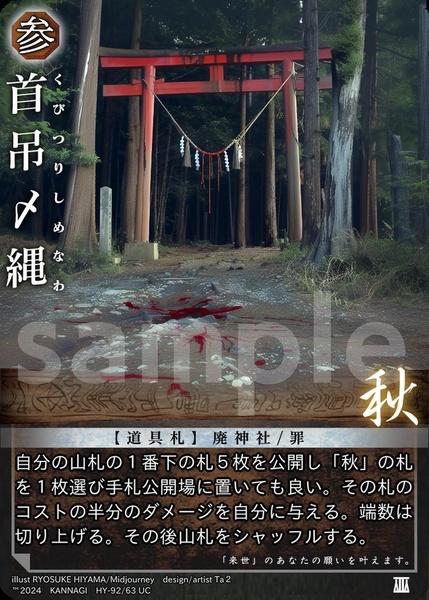 参
首吊〆縄
くびつりしめなわ
sample
秋
【道具札】廃神社/罪
自分の山札の1番下の札5枚を公開し「秋」の札
を1枚選び手札公開場に置いても良い。その札の
コストの半分のダメージを自分に与える。端数は
切り上げる。その後山札をシャッフルする。
「来世」のあなたの願いを叶えます。
illust RYOSUKE HIYAMA/Midjourney design/artist Ta2
™2024 KANNAGI HY-92/63 UC